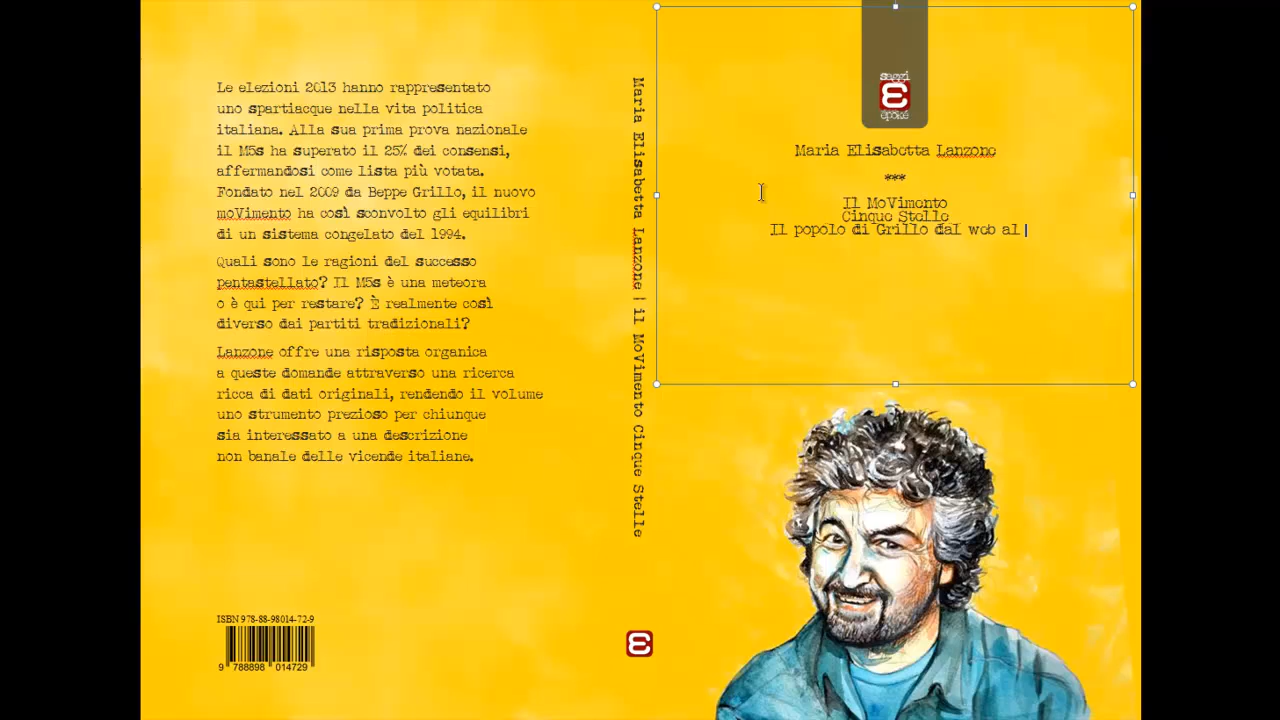 Le elezioni 2013 hanno rappresentato
uno spartiacque nella vita politica
italiana. Alla sua prima prova nazionale
il M5s ha superato il 25% dei consensi,
affermandosi come lista più votata.
Fondato nel 2009 da Beppe Grillo, il nuovo
moVimento ha così sconvolto gli equilibri
di un sistema congelato del 1994.
Quali sono le ragioni del successo
pentastellato? Il M5s è una meteora
o è qui per restare? È realmente così
diverso dai partiti tradizionali?
Lanzone offre una risposta organica
a queste domande attraverso una ricerca
ricca di dati originali, rendendo il volume
uno strumento prezioso per chiunque
sia interessato a una descrizione
non banale delle vicende italiane.
ISBN 978-88-98014-72-9
9 788898 014729
Maria Elisabetta Lanzone | il MoVimento Cinque Stelle
saggi
epoké
Maria Elisabetta Lanzone
***
Il MoVimento
Cinque Stelle
Il popolo di Grillo dal web al